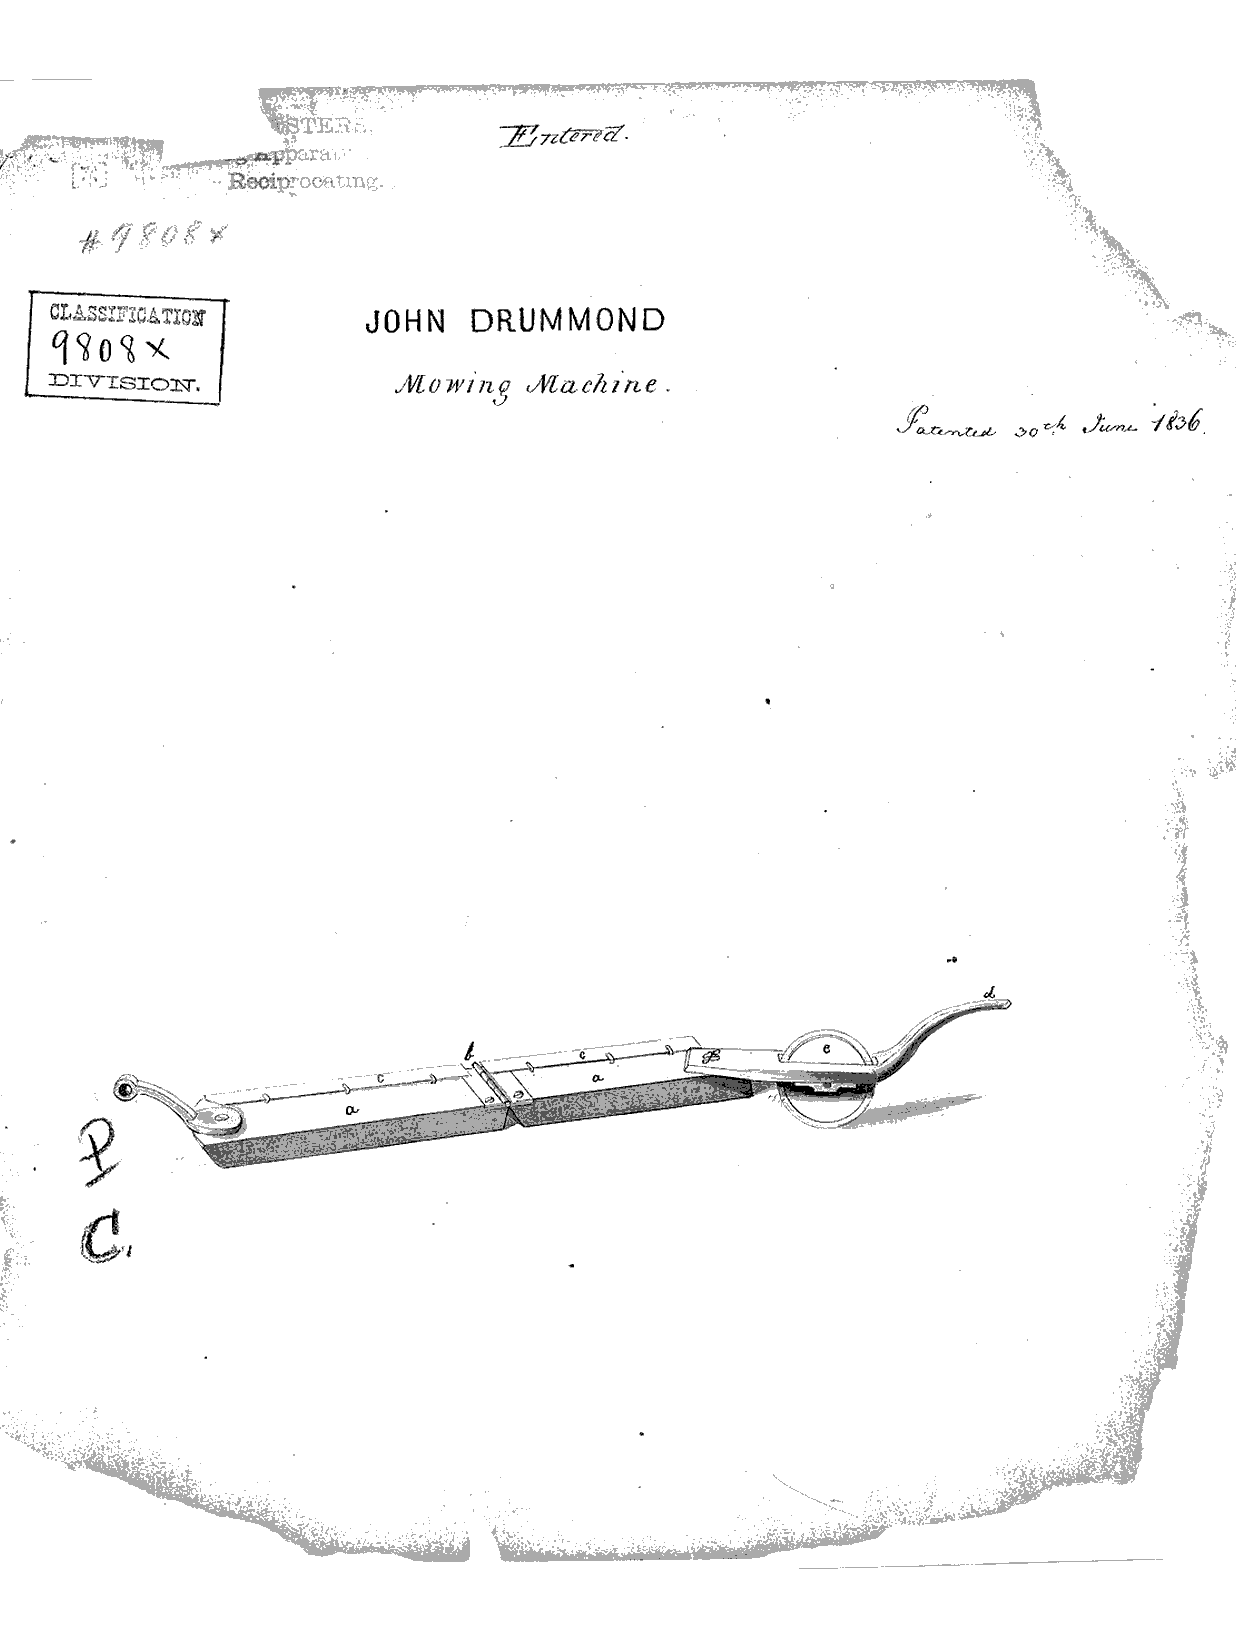 Entered.
Reciprocating.
#9808x
CLASSIFICATION
9808x
DIVISION.
JOHN DRUMMOND
Mowing Machine.
Patented 30th June 1836.
d
b
e
c
B
c
a
a
P
C.